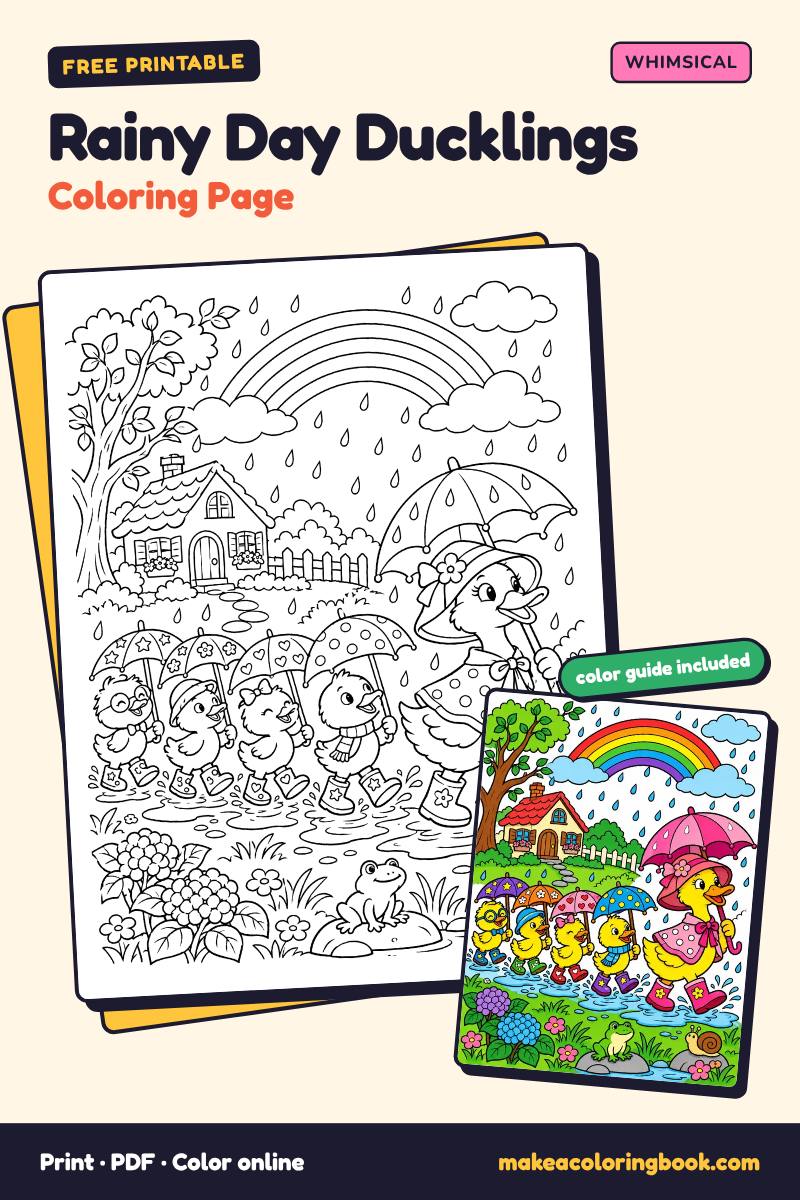 FREE PRINTABLE
WHIMSICAL
Rainy Day Ducklings
Coloring Page
color guide included
Print · PDF · Color online
makeacoloringbook.com